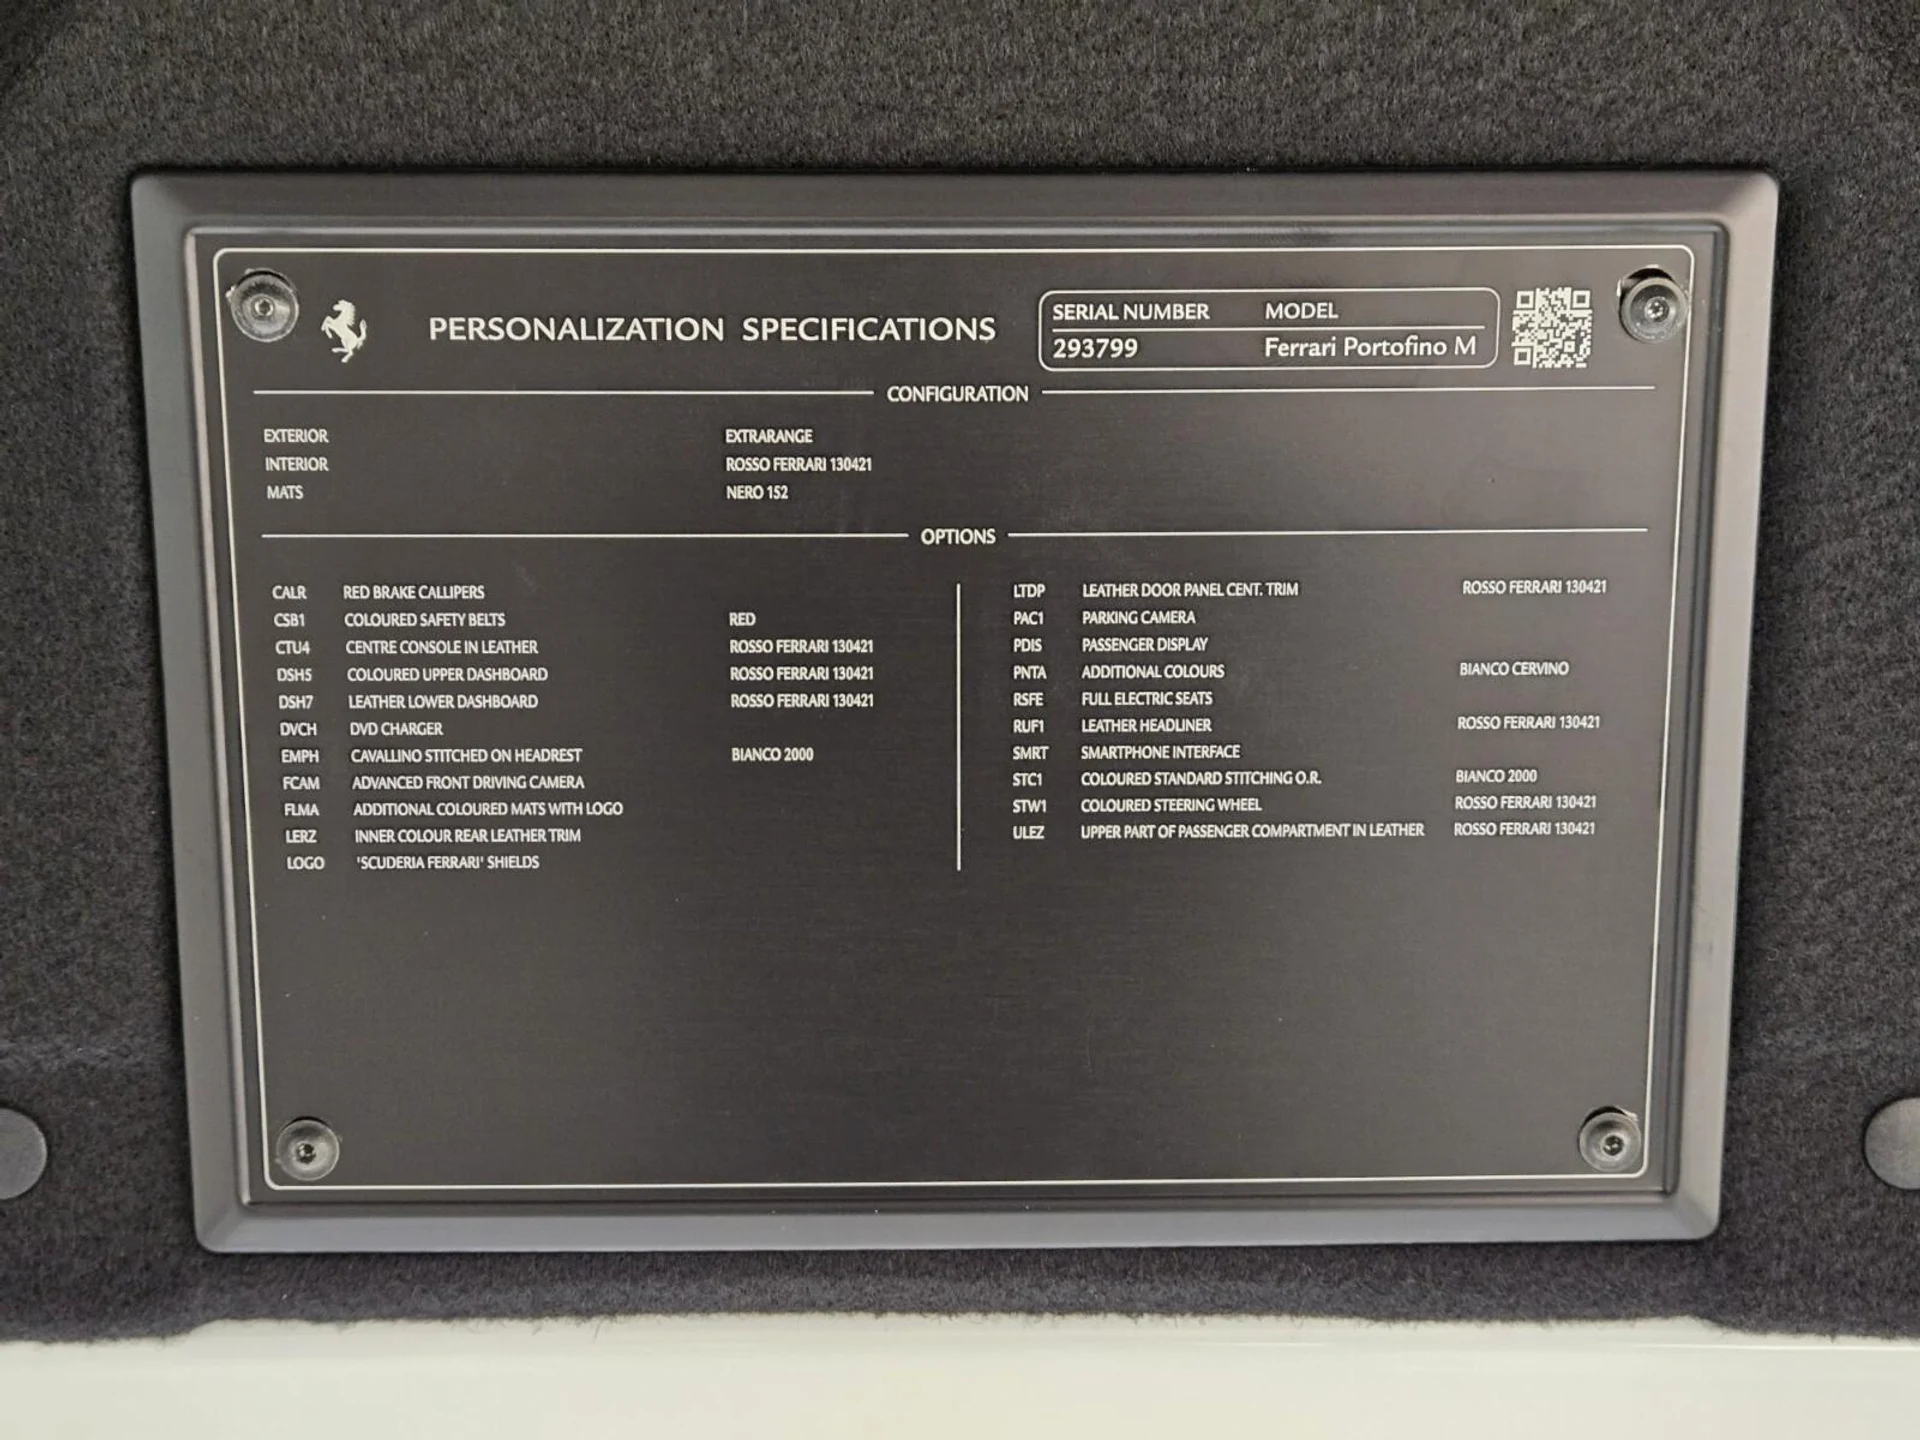 PERSONALIZATION SPECIFICATIONS
SERIAL NUMBER MODEL
293799 Ferrari Portofino M
CONFIGURATION
EXTERIOR EXTRARANGE
INTERIOR ROSSO FERRARI 130421
MATS NERO 152
OPTIONS
CALR RED BRAKE CALLIPERS
CSB1 COLOURED SAFETY BELTS RED
CTU4 CENTRE CONSOLE IN LEATHER ROSSO FERRARI 130421
DSH5 COLOURED UPPER DASHBOARD ROSSO FERRARI 130421
DSH7 LEATHER LOWER DASHBOARD ROSSO FERRARI 130421
DVCH DVD CHARGER
EMPH CAVALLINO STITCHED ON HEADREST BIANCO 2000
FCAM ADVANCED FRONT DRIVING CAMERA
FLMA ADDITIONAL COLOURED MATS WITH LOGO
LERZ INNER COLOUR REAR LEATHER TRIM
LOGO 'SCUDERIA FERRARI' SHIELDS
LTDP LEATHER DOOR PANEL CENT. TRIM ROSSO FERRARI 130421
PAC1 PARKING CAMERA
PDIS PASSENGER DISPLAY
PNTA ADDITIONAL COLOURS BIANCO CERVINO
RSFE FULL ELECTRIC SEATS
RUF1 LEATHER HEADLINER ROSSO FERRARI 130421
SMRT SMARTPHONE INTERFACE
STC1 COLOURED STANDARD STITCHING O.R. BIANCO 2000
STW1 COLOURED STEERING WHEEL ROSSO FERRARI 130421
ULEZ UPPER PART OF PASSENGER COMPARTMENT IN LEATHER ROSSO FERRARI 130421